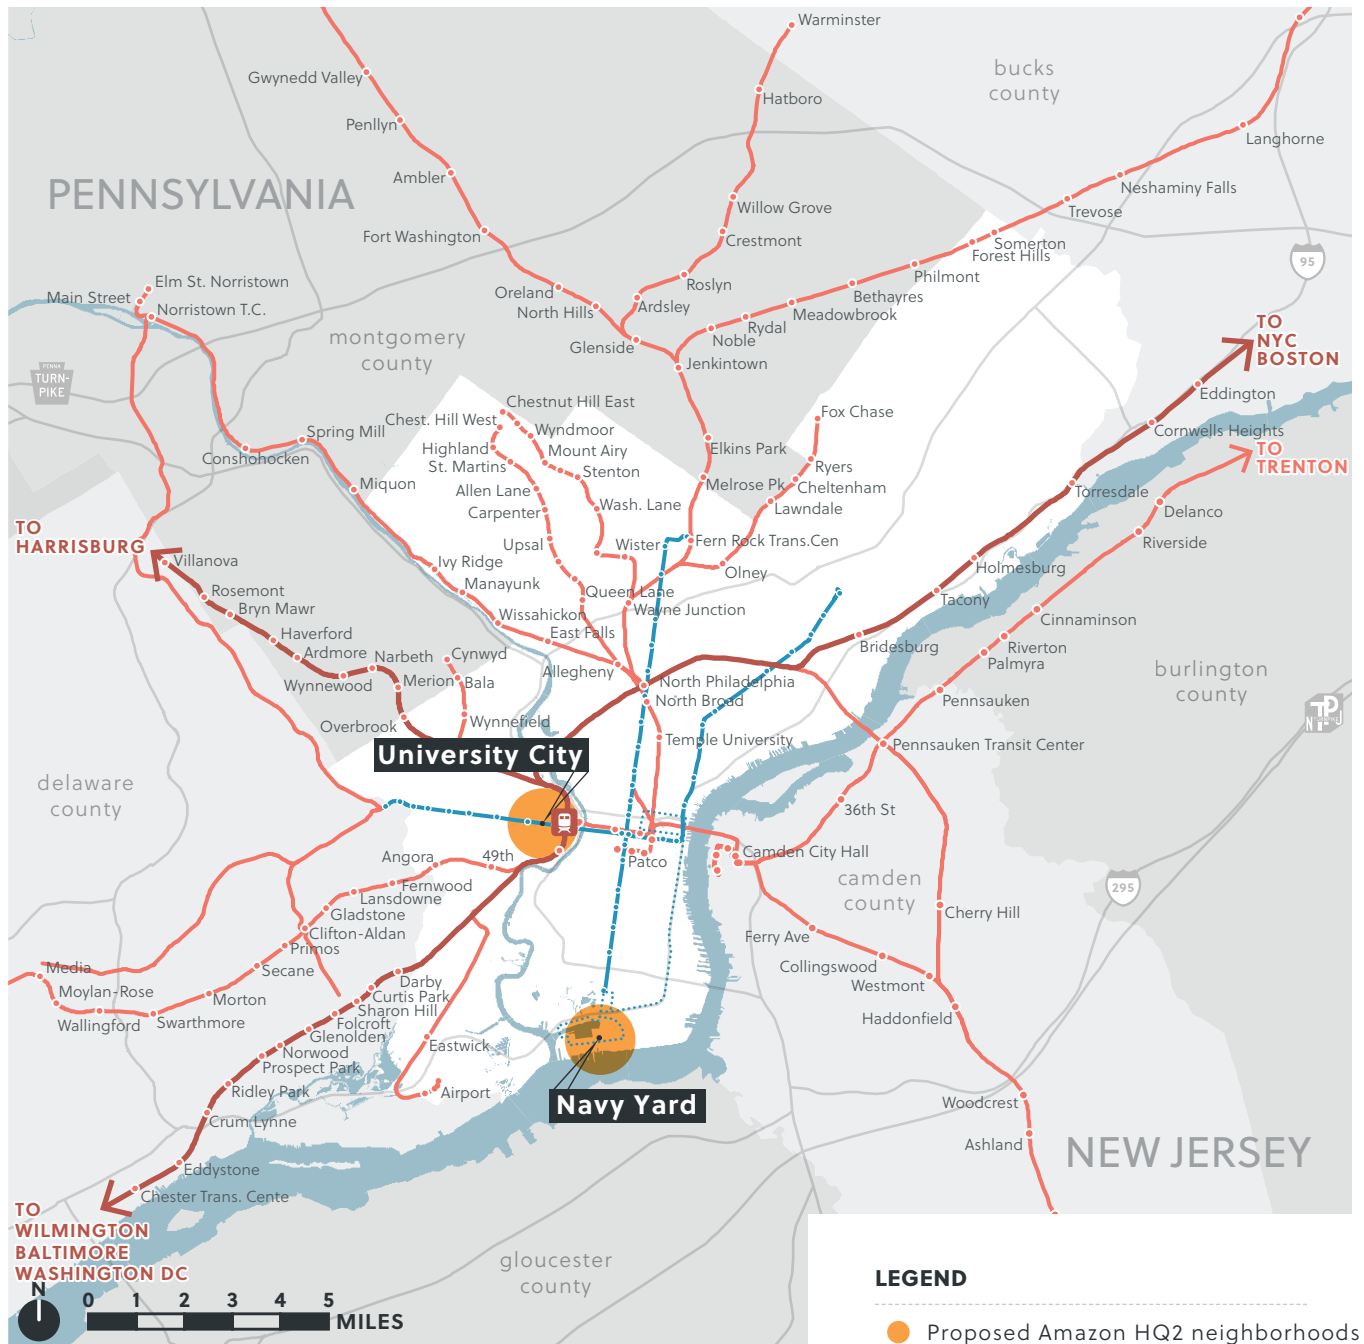 Warminster
Gwynedd Valley
bucks
county
Hatboro
Penllyn
Langhorne
Ambler
PENNSYLVANIA
Neshaminy Falls
Willow Grove
Trevose
Fort Washington
Crestmont
Somerton
Forest Hills
95
Philmont
Elm St. Norristown
Main Street
Roslyn
Oreland
Bethayres
Norristown T.C.
North Hills
Ardsley
Meadowbrook
TO
NYC
BOSTON
Rydal
Noble
montgomery
county
Glenside
Jenkintown
PENNA
TURN-
PIKE
Eddington
Chestnut Hill East
Chest. Hill West
Fox Chase
Wyndmoor
Cornwells Heights
Spring Mill
Highland
Mount Airy
Elkins Park
TO
TRENTON
Conshohocken
St. Martins
Stenton
Ryers
Miquon
Allen Lane
Melrose Pk
Cheltenham
Torresdale
Carpenter
Wash. Lane
Lawndale
Delanco
TO
HARRISBURG
Upsal
Wister
Fern Rock Trans.Cen
Riverside
Villanova
Ivy Ridge
Olney
Holmesburg
Rosemont
Manayunk
Queen Lane
Tacony
Bryn Mawr
Wissahickon
Wayne Junction
Cinnaminson
Haverford
East Falls
Riverton
Ardmore
Narbeth
Cynwyd
Bridesburg
Palmyra
Wynnewood
Merion
Bala
Allegheny
North Philadelphia
burlington
county
North Broad
Pennsauken
Overbrook
Wynnefield
NJ
TP
TURNPIKE
Temple University
Pennsauken Transit Center
University City
delaware
county
36th St
Angora
49th
Patco
Camden City Hall
Fernwood
camden
county
295
Lansdowne
Gladstone
Cherry Hill
Clifton-Aldan
Ferry Ave
Primos
Media
Secane
Collingswood
Darby
Moylan-Rose
Morton
Curtis Park
Westmont
Sharon Hill
Wallingford
Swarthmore
Folcroft
Haddonfield
Glenolden
Norwood
Eastwick
Prospect Park
Ridley Park
Airport
Navy Yard
Woodcrest
Crum Lynne
Ashland
NEW JERSEY
Eddystone
Chester Trans. Cente
TO
WILMINGTON
BALTIMORE
WASHINGTON DC
gloucester
county
N
0 1 2 3 4 5
MILES
LEGEND
Proposed Amazon HQ2 neighborhoods